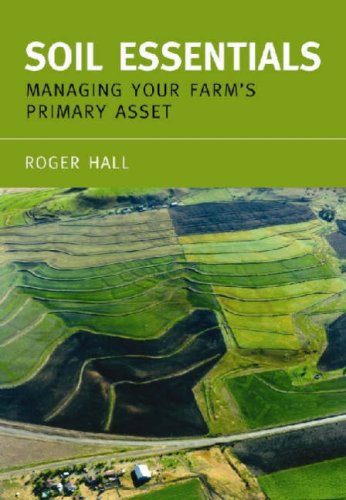 SOIL ESSENTIALS
MANAGING YOUR FARM'S
PRIMARY ASSET
ROGER HALL